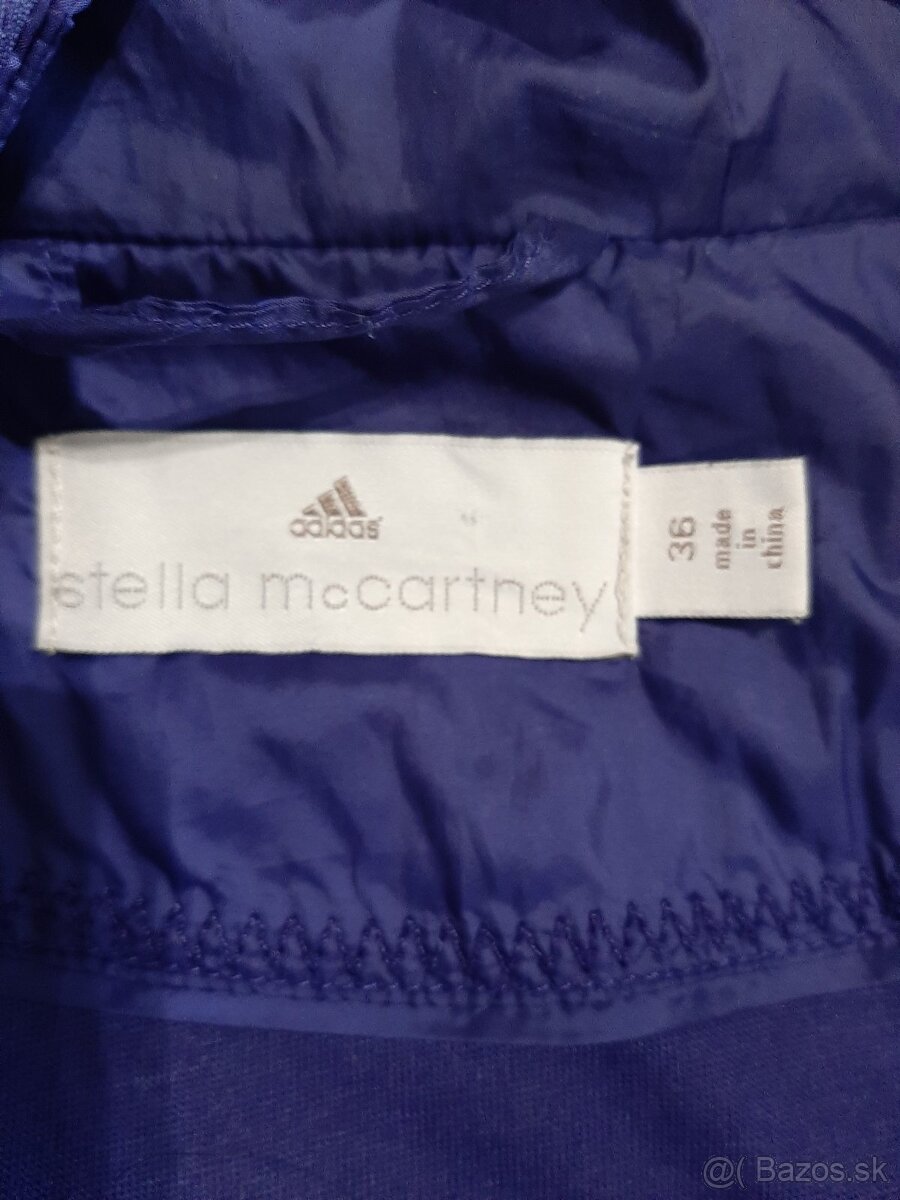 adidas
stella mccartney
36
made
in
china
@( Bazos.sk